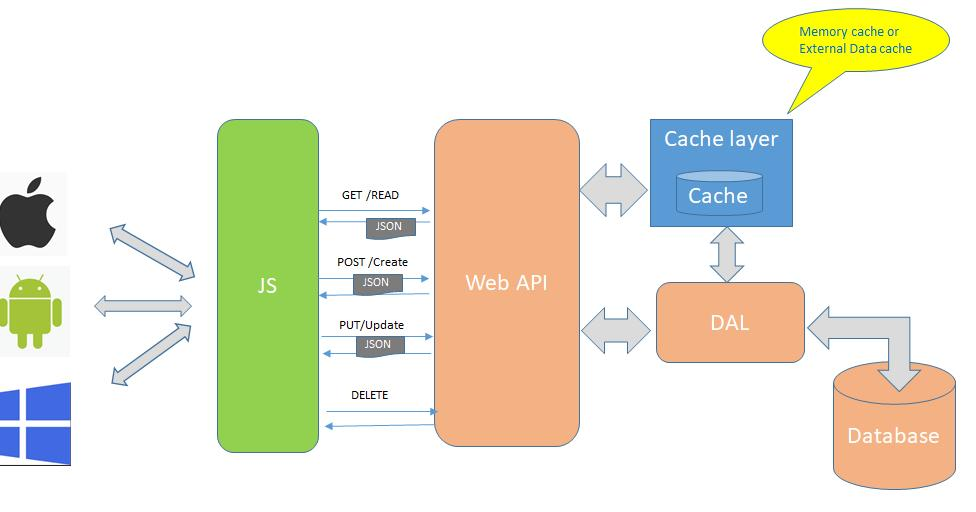 Memory cache or
External Data cache
Cache layer
Cache
GET /READ
JSON
POST /Create
JSON
PUT/Update
JSON
DELETE
JS
Web API
DAL
Database